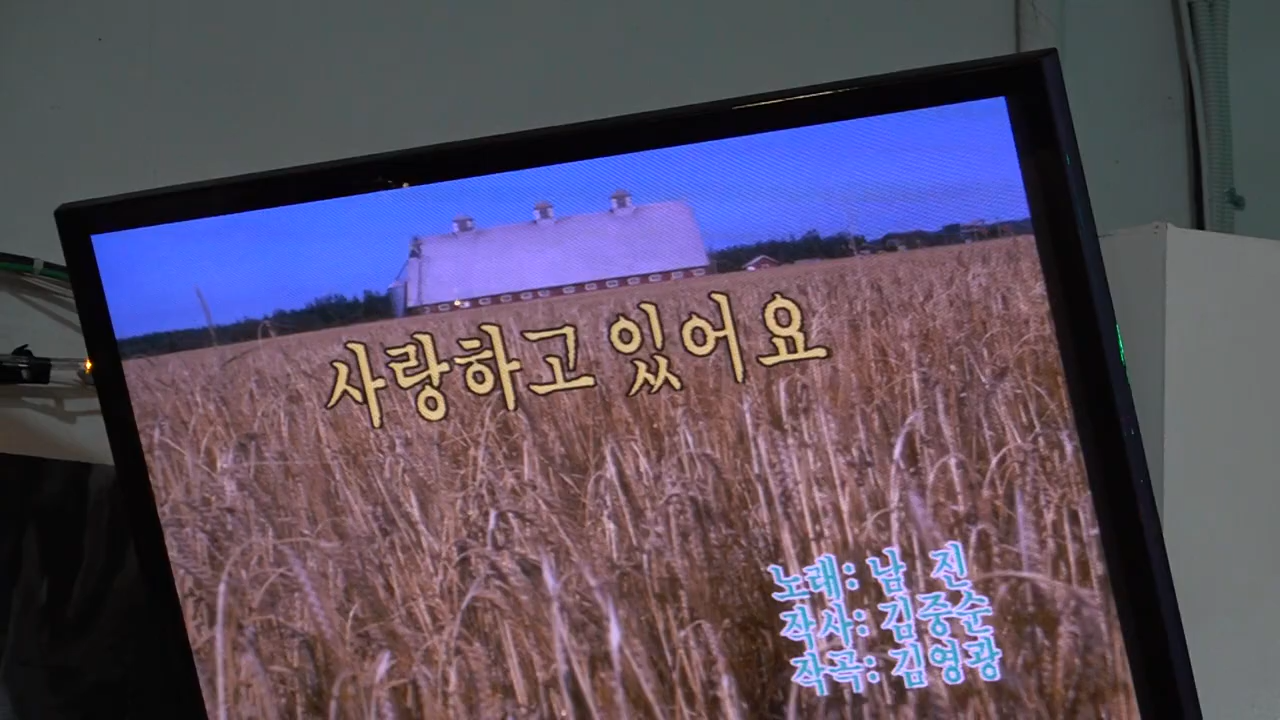 사랑하고 있어요
노래: 남 진
작사: 김중순
작곡: 김영광